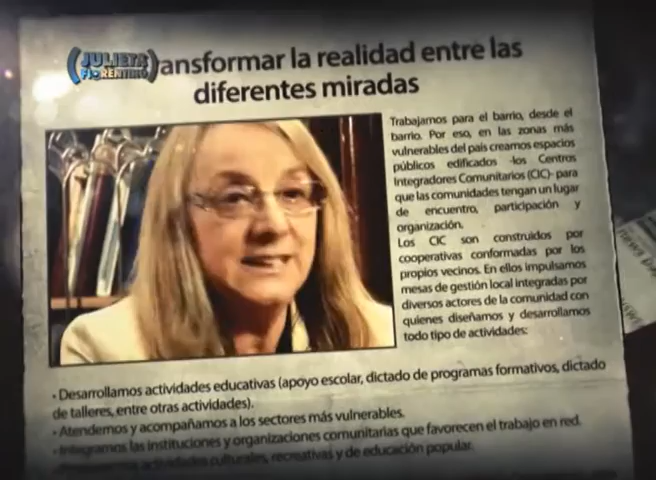 JULIETA
FIORENTINO
ansformar la realidad entre las
diferentes miradas
Trabajamos para el barrio, desde el
barrio. Por eso, en las zonas más
vulnerables del país creamos espacios
públicos edificados -los Centros
Integradores Comunitarios (CIC)- para
que las comunidades tengan un lugar
de encuentro, participación y
organización.
Los CIC son construidos por
cooperativas conformadas por los
propios vecinos. En ellos impulsamos
mesas de gestión local integradas por
diversos actores de la comunidad con
quienes diseñamos y desarrollamos
todo tipo de actividades:
• Desarrollamos actividades educativas (apoyo escolar, dictado de programas formativos, dictado
de talleres, entre otras actividades).
• Atendemos y acompañamos a los sectores más vulnerables.
• Integramos las instituciones y organizaciones comunitarias que favorecen el trabajo en red.
actividades culturales, recreativas y de educación popular.